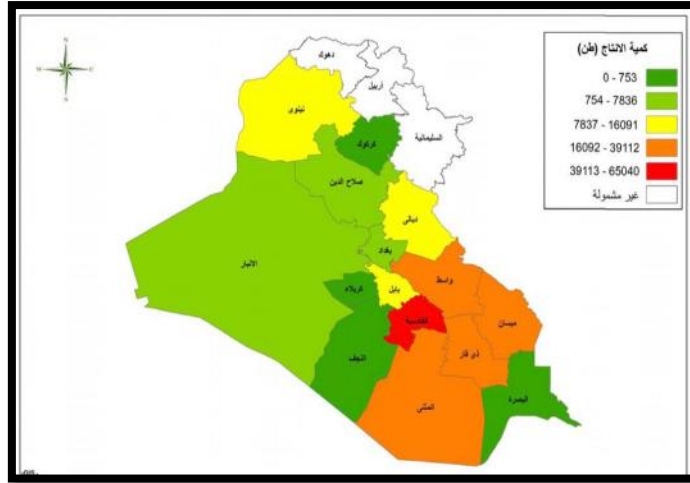 N
W E
S
كمية الانتاج (طن)
0 - 753
754 - 7836
7837 - 16091
16092 - 39112
39113 - 65040
غير مشمولة
دهوك
أربيل
نينوى
السليمانية
كركوك
صلاح الدين
ديالى
بغداد
الانبار
واسط
كربلاء
بابل
القادسية
ميسان
النجف
ذي قار
المثنى
البصرة